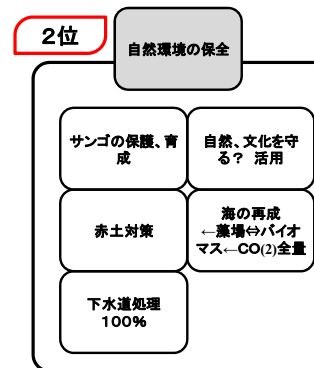 2位
自然環境の保全
サンゴの保護、育
成
自然、文化を守
る? 活用
赤土対策
海の再成
←藻場⇔バイオ
マス←CO(2)全量
下水道処理
100%